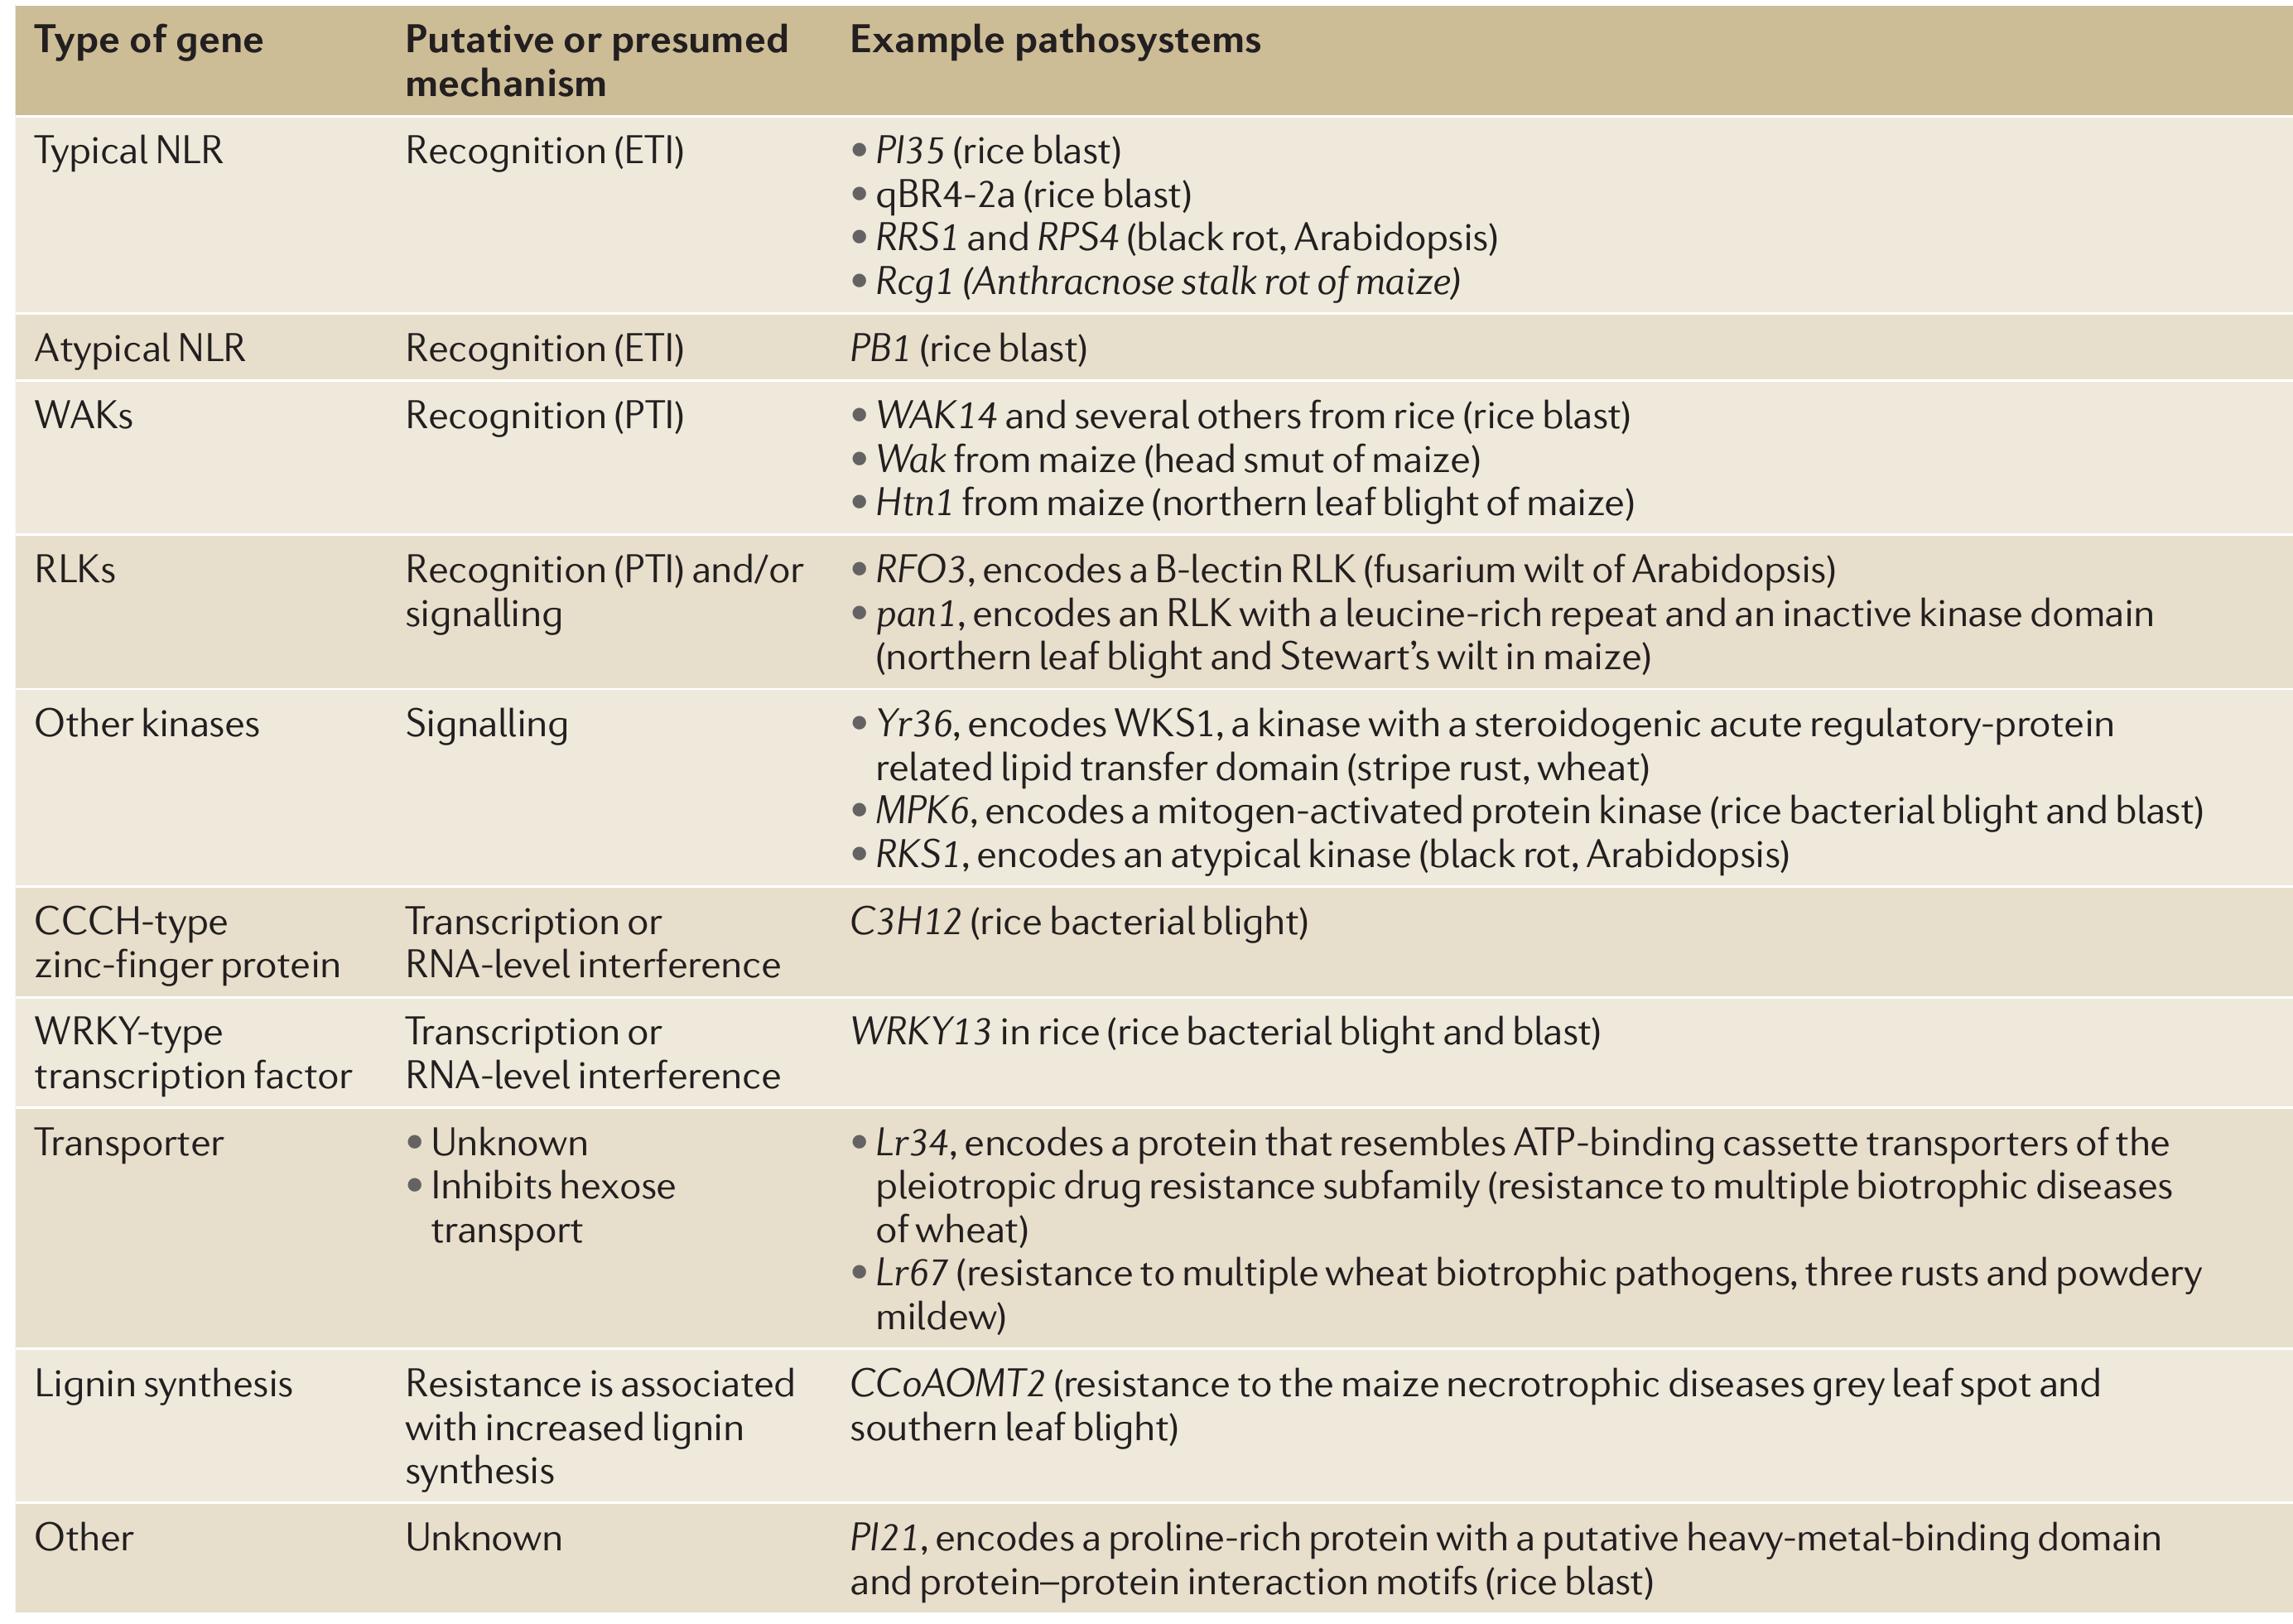 Type of gene
Putative or presumed
mechanism
Example pathosystems
Typical NLR
Recognition (ETI)
• PI35 (rice blast)
• qBR4-2a (rice blast)
• RRS1 and RPS4 (black rot, Arabidopsis)
• Rcg1 (Anthracnose stalk rot of maize)
Atypical NLR
Recognition (ETI)
PB1 (rice blast)
WAKs
Recognition (PTI)
• WAK14 and several others from rice (rice blast)
• Wak from maize (head smut of maize)
• Htn1 from maize (northern leaf blight of maize)
RLKs
Recognition (PTI) and/or
signalling
• RFO3, encodes a B-lectin RLK (fusarium wilt of Arabidopsis)
• pan1, encodes an RLK with a leucine-rich repeat and an inactive kinase domain
(northern leaf blight and Stewart’s wilt in maize)
Other kinases
Signalling
• Yr36, encodes WKS1, a kinase with a steroidogenic acute regulatory-protein
related lipid transfer domain (stripe rust, wheat)
• MPK6, encodes a mitogen-activated protein kinase (rice bacterial blight and blast)
• RKS1, encodes an atypical kinase (black rot, Arabidopsis)
CCCH-type
zinc-finger protein
Transcription or
RNA-level interference
C3H12 (rice bacterial blight)
WRKY-type
transcription factor
Transcription or
RNA-level interference
WRKY13 in rice (rice bacterial blight and blast)
Transporter
• Unknown
• Inhibits hexose
transport
• Lr34, encodes a protein that resembles ATP-binding cassette transporters of the
pleiotropic drug resistance subfamily (resistance to multiple biotrophic diseases
of wheat)
• Lr67 (resistance to multiple wheat biotrophic pathogens, three rusts and powdery
mildew)
Lignin synthesis
Resistance is associated
with increased lignin
synthesis
CCoAOMT2 (resistance to the maize necrotrophic diseases grey leaf spot and
southern leaf blight)
Other
Unknown
PI21, encodes a proline-rich protein with a putative heavy-metal-binding domain
and protein–protein interaction motifs (rice blast)